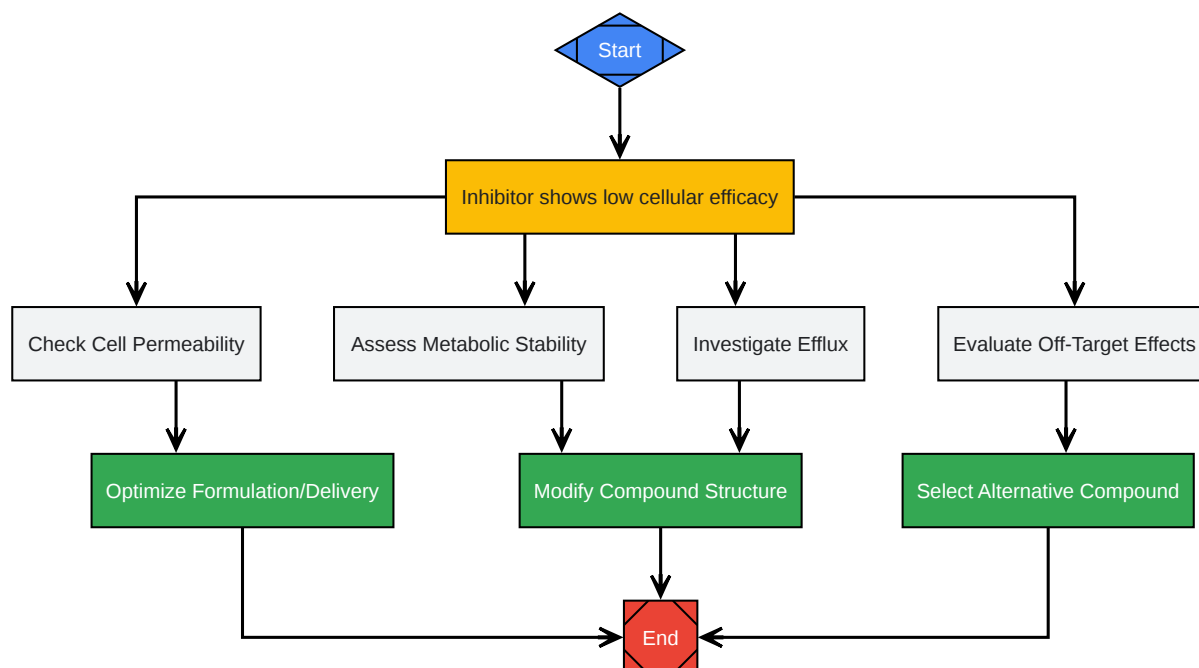 Start
Inhibitor shows low cellular efficacy
Check Cell Permeability
Assess Metabolic Stability
Investigate Efflux
Evaluate Off-Target Effects
Optimize Formulation/Delivery
Modify Compound Structure
Select Alternative Compound
End